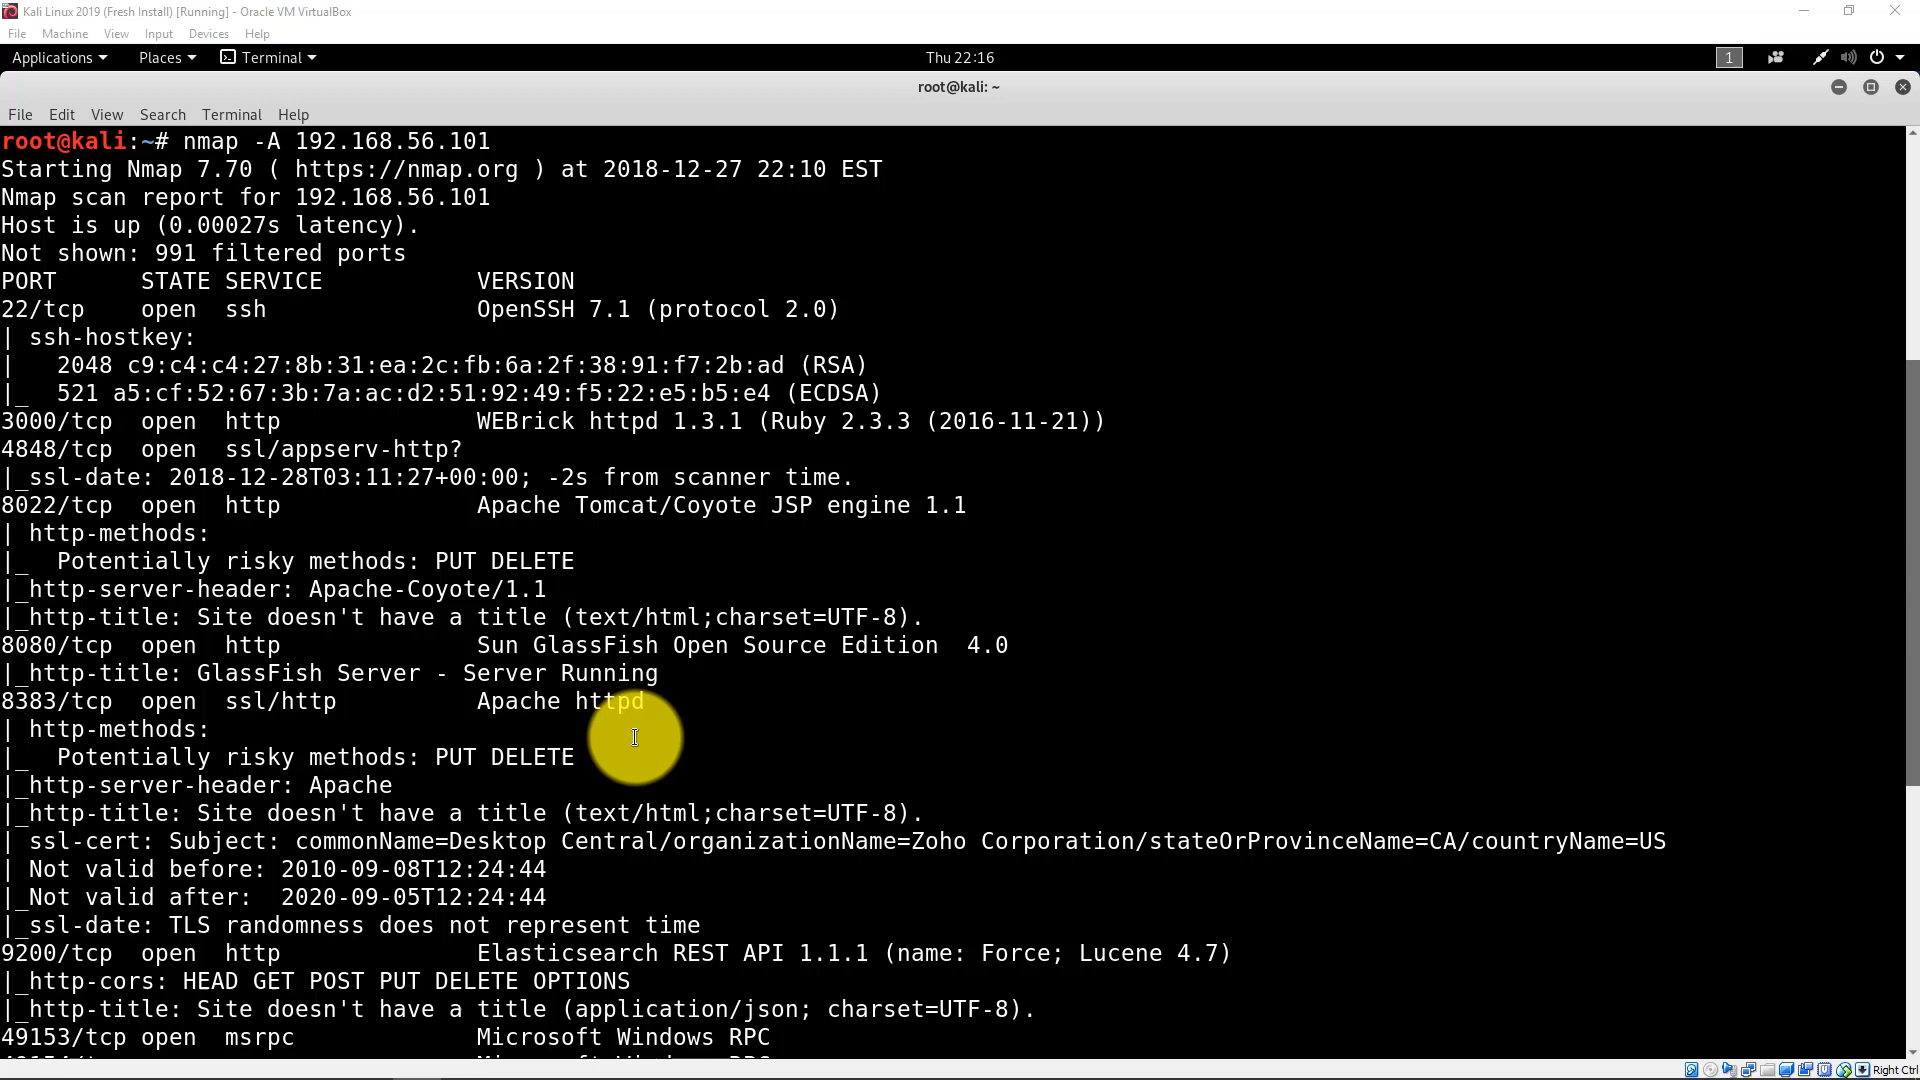 Kali Linux 2019 (Fresh Install) [Running] - Oracle VM VirtualBox
File Machine View Input Devices Help
Applications Places Terminal Thu 22:16 1
root@kali: ~
File Edit View Search Terminal Help
root@kali:~# nmap -A 192.168.56.101
Starting Nmap 7.70 ( https://nmap.org ) at 2018-12-27 22:10 EST
Nmap scan report for 192.168.56.101
Host is up (0.00027s latency).
Not shown: 991 filtered ports
PORT STATE SERVICE VERSION
22/tcp open ssh OpenSSH 7.1 (protocol 2.0)
| ssh-hostkey:
| 2048 c9:c4:c4:27:8b:31:ea:2c:fb:6a:2f:38:91:f7:2b:ad (RSA)
|_ 521 a5:cf:52:67:3b:7a:ac:d2:51:92:49:f5:22:e5:b5:e4 (ECDSA)
3000/tcp open http WEBrick httpd 1.3.1 (Ruby 2.3.3 (2016-11-21))
4848/tcp open ssl/appserv-http?
|_ssl-date: 2018-12-28T03:11:27+00:00; -2s from scanner time.
8022/tcp open http Apache Tomcat/Coyote JSP engine 1.1
| http-methods:
|_ Potentially risky methods: PUT DELETE
|_http-server-header: Apache-Coyote/1.1
|_http-title: Site doesn't have a title (text/html;charset=UTF-8).
8080/tcp open http Sun GlassFish Open Source Edition 4.0
|_http-title: GlassFish Server - Server Running
8383/tcp open ssl/http Apache httpd
| http-methods:
|_ Potentially risky methods: PUT DELETE
|_http-server-header: Apache
|_http-title: Site doesn't have a title (text/html;charset=UTF-8).
| ssl-cert: Subject: commonName=Desktop Central/organizationName=Zoho Corporation/stateOrProvinceName=CA/countryName=US
| Not valid before: 2010-09-08T12:24:44
|_Not valid after: 2020-09-05T12:24:44
|_ssl-date: TLS randomness does not represent time
9200/tcp open http Elasticsearch REST API 1.1.1 (name: Force; Lucene 4.7)
|_http-cors: HEAD GET POST PUT DELETE OPTIONS
|_http-title: Site doesn't have a title (application/json; charset=UTF-8).
49153/tcp open msrpc Microsoft Windows RPC
Right Ctrl